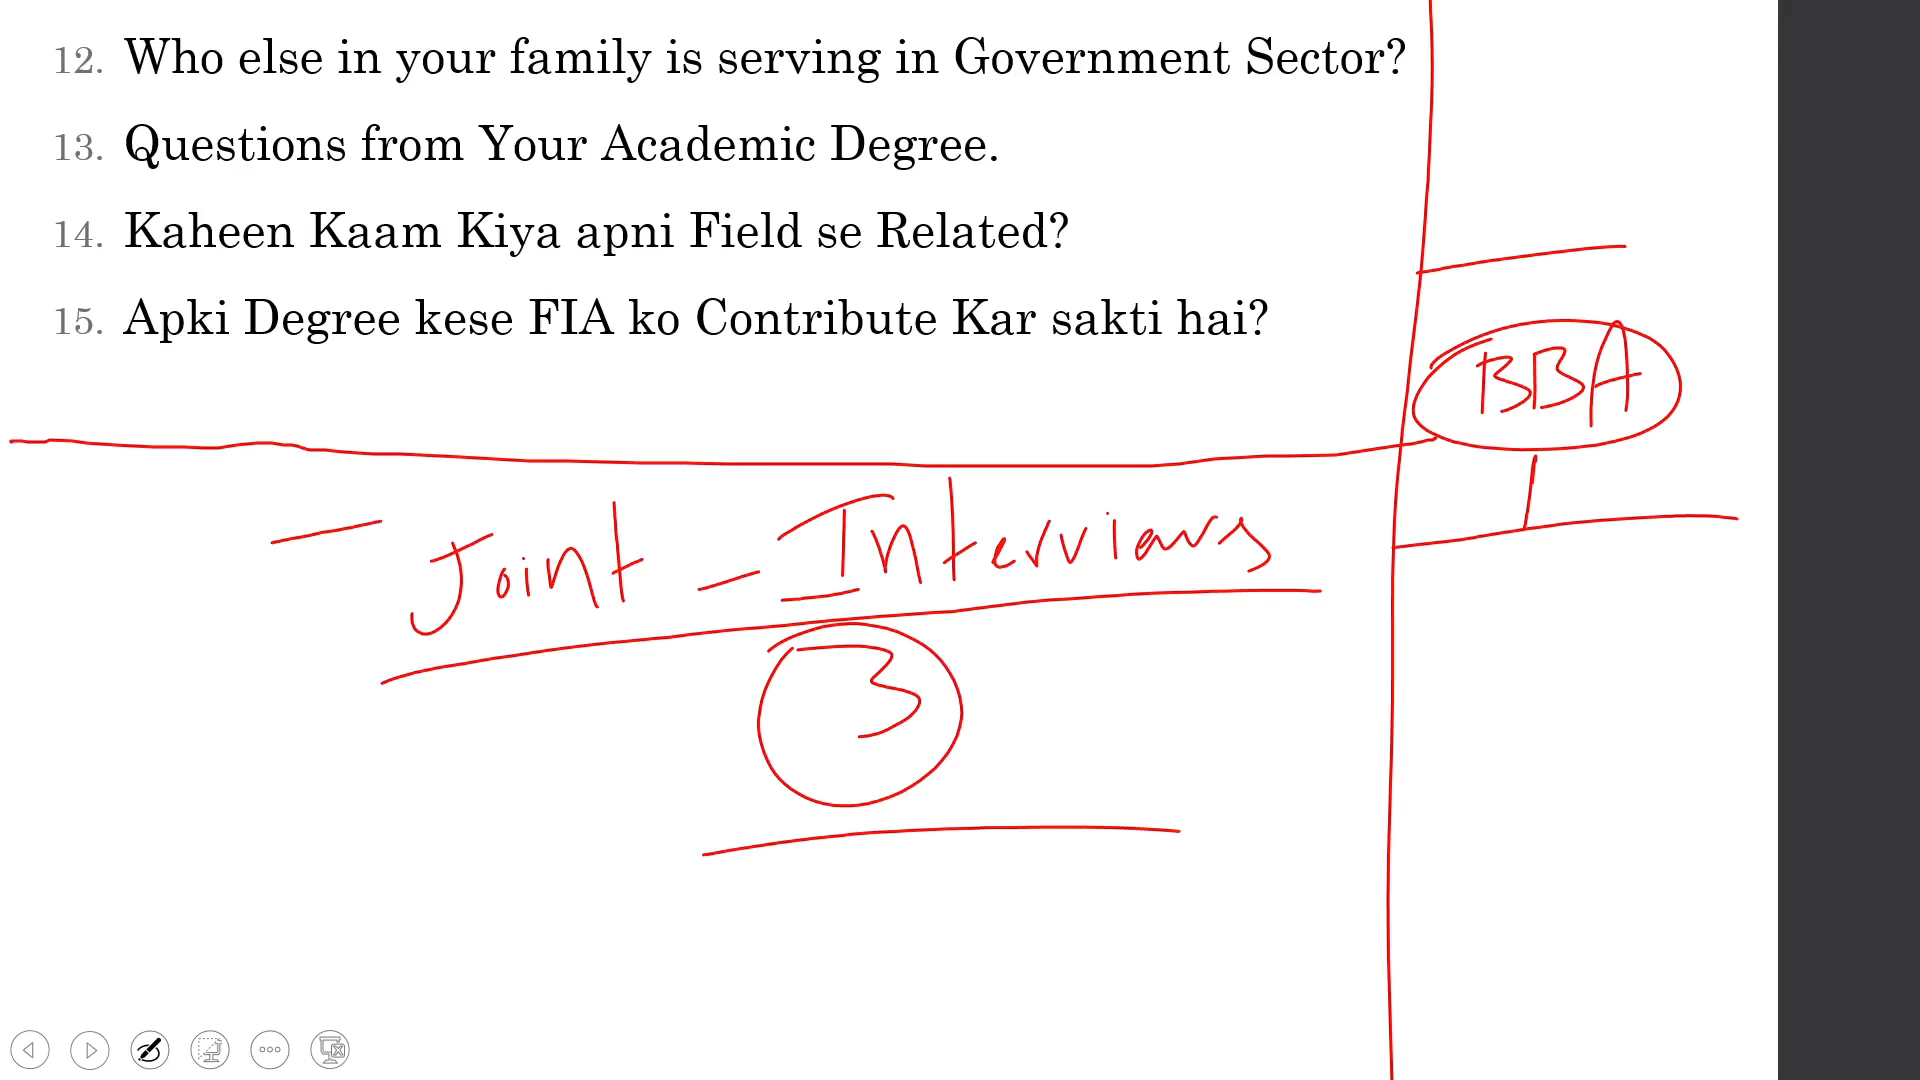 12. Who else in your family is serving in Government Sector?
13. Questions from Your Academic Degree.
14. Kaheen Kaam Kiya apni Field se Related?
15. Apki Degree kese FIA ko Contribute Kar sakti hai?
BBA
Joint - Interviews
3